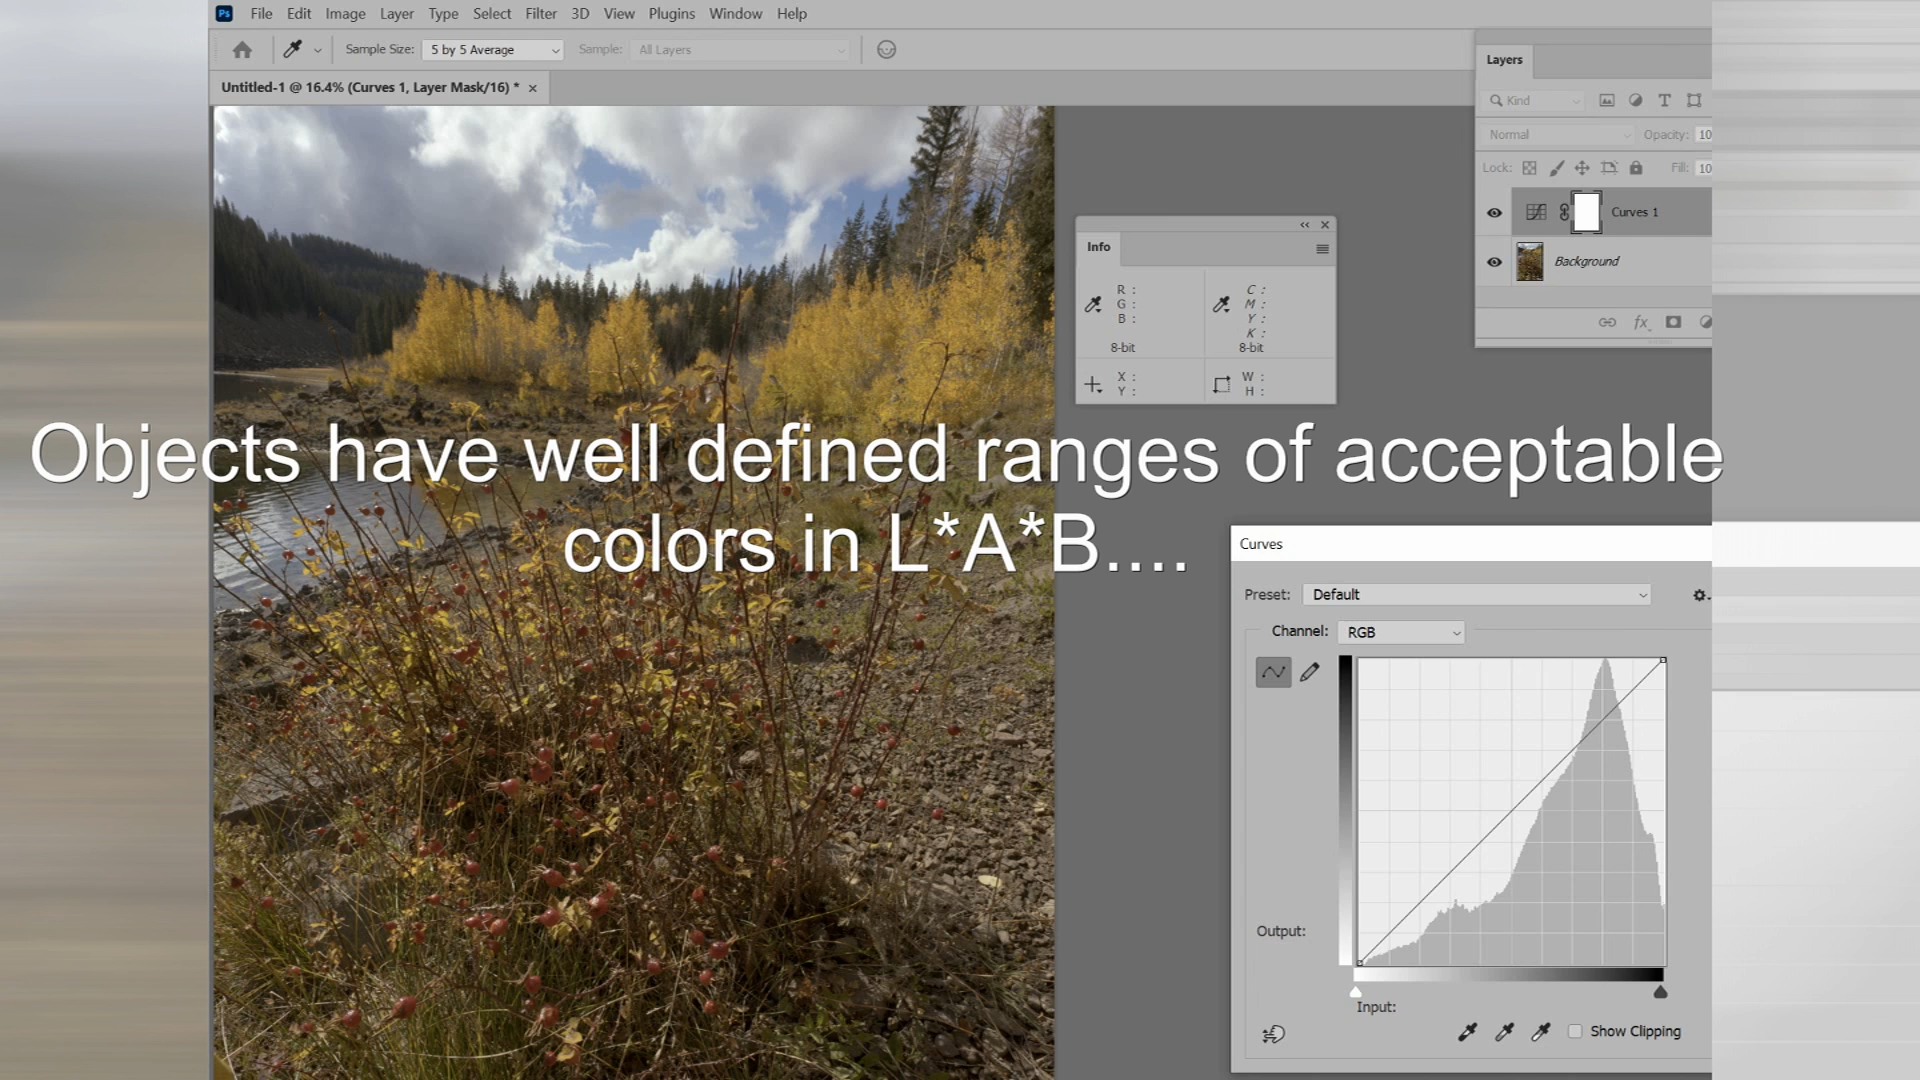 Ps File Edit Image Layer Type Select Filter 3D View Plugins Window Help
Sample Size: 5 by 5 Average Sample: All Layers
Untitled-1 @ 16.4% (Curves 1, Layer Mask/16) * ×
Layers
Kind
Normal Opacity: 10
Lock: Fill: 10
Curves 1
Background
fx
Info
R :
G :
B :
8-bit
C :
M :
Y :
K :
8-bit
X :
Y :
W :
H :
Objects have well defined ranges of acceptable
colors in L*A*B....
Curves
Preset: Default
Channel: RGB
Output:
Input:
Show Clipping